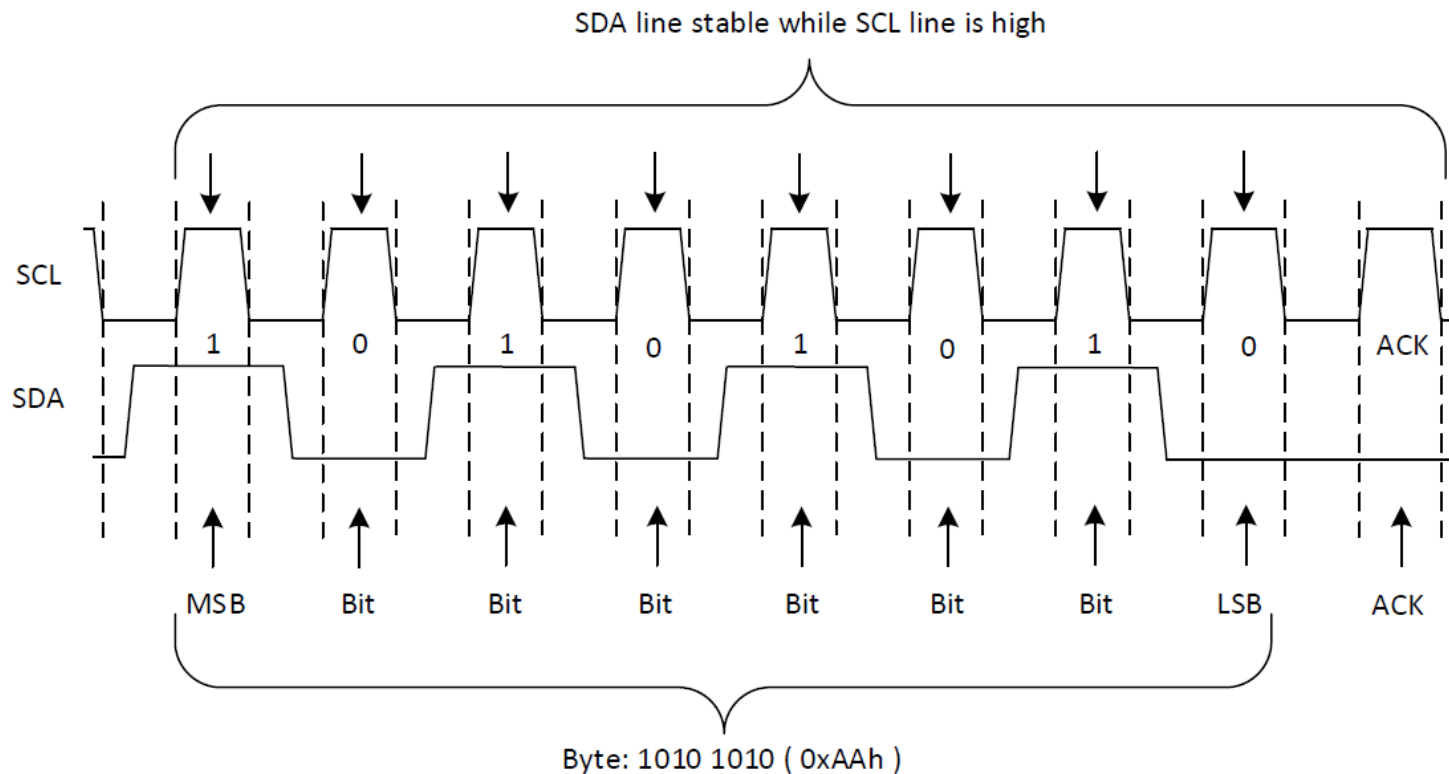 SDA line stable while SCL line is high
SCL
1 0 1 0 1 0 1 0 ACK
SDA
MSB Bit Bit Bit Bit Bit Bit LSB ACK
Byte: 1010 1010 ( 0xAAh )